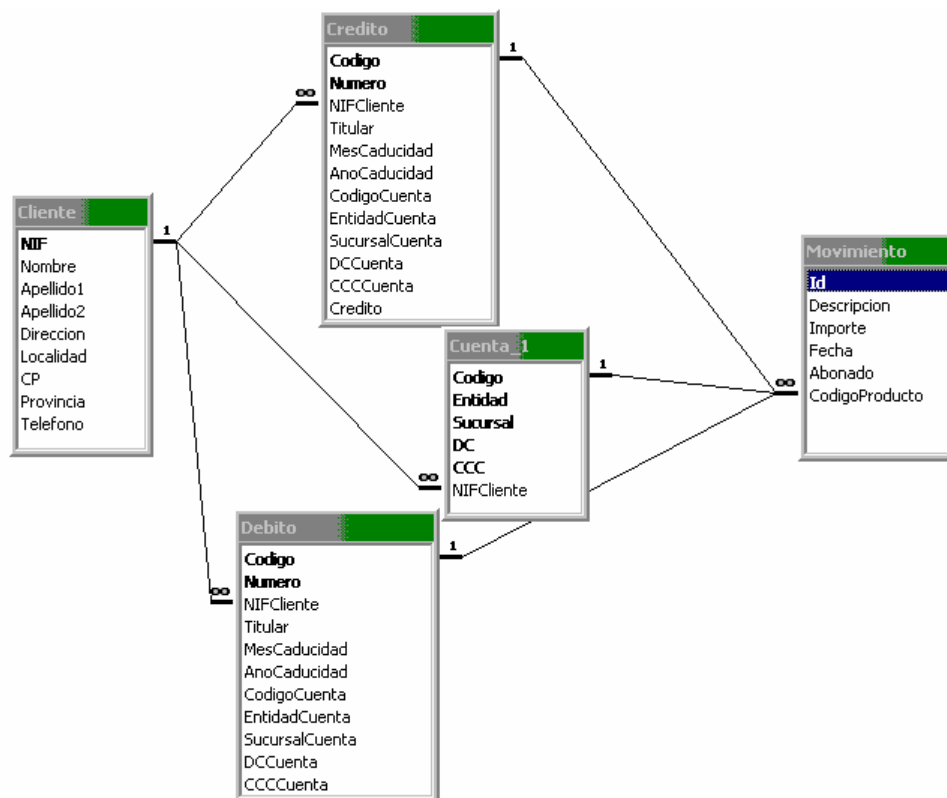 Credito
Codigo
Numero
NIFCliente
Titular
MesCaducidad
AnoCaducidad
CodigoCuenta
EntidadCuenta
SucursalCuenta
DCCuenta
CCCCuenta
Credito
1
∞
Cliente
NIF
Nombre
Apellido1
Apellido2
Direccion
Localidad
CP
Provincia
Telefono
1
Movimiento
Id
Descripcion
Importe
Fecha
Abonado
CodigoProducto
∞
Cuenta_1
Codigo
Entidad
Sucursal
DC
CCC
NIFCliente
1
∞
Debito
Codigo
Numero
NIFCliente
Titular
MesCaducidad
AnoCaducidad
CodigoCuenta
EntidadCuenta
SucursalCuenta
DCCuenta
CCCCuenta
1
∞